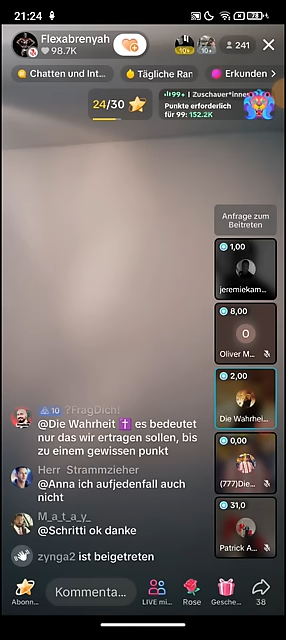 21:24
73
Flexabrenyah
98.7K
10+
10+
241
Chatten und Int...
Tägliche Ran
Erkunden
24/30
99+ | Zuschauer*innen
Punkte erforderlich
für 99: 152.2K
Anfrage zum
Beitreten
1,00
jeremiekam...
8,00
O
Oliver M...
2,00
Die Wahrhei...
0,00
(777)Die...
31,0
Patrick A...
10 ?FragDich!
@Die Wahrheit ✝️ es bedeutet
nur das wir ertragen sollen, bis
zu einem gewissen punkt
Herr Strammzieher
@Anna ich aufjedenfall auch
nicht
M_a_t_a_y_
@Schritti ok danke
zynga2 ist beigetreten
Abonn...
Kommenta...
LIVE mi...
Rose
Gesche...
38